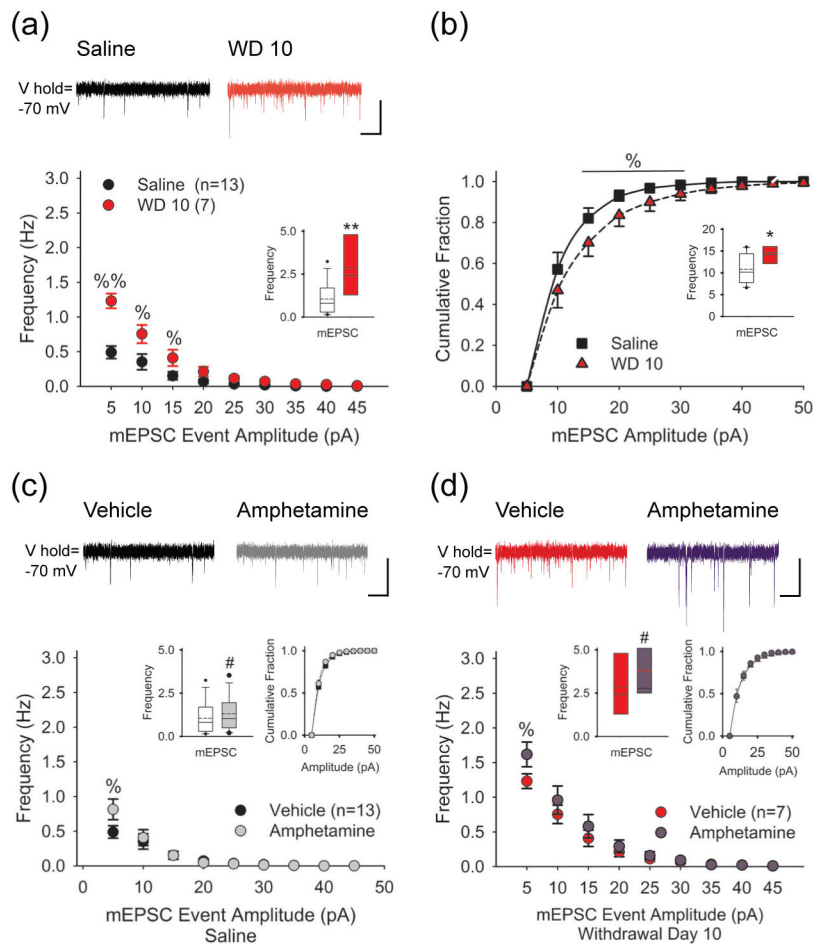 (a)
Saline WD 10
V hold=
-70 mV
3.0
2.5
2.0
1.5
1.0
0.5
0.0
Frequency (Hz)
Saline (n=13)
WD 10 (7)
%%
%
%
5.0
2.5
0.0
Frequency
**
mEPSC
5 10 15 20 25 30 35 40 45
mEPSC Event Amplitude (pA)
(b)
%
1.0
0.8
0.6
0.4
0.2
0.0
Cumulative Fraction
20
15
10
5
0
Frequency
*
mEPSC
Saline
WD 10
0 10 20 30 40 50
mEPSC Amplitude (pA)
(c)
Vehicle Amphetamine
V hold=
-70 mV
3.0
2.5
2.0
1.5
1.0
0.5
0.0
Frequency (Hz)
5.0
2.5
0.0
Frequency
#
mEPSC
1.0
0.5
0.0
Cumulative Fraction
0 25 50
Amplitude (pA)
%
Vehicle (n=13)
Amphetamine
0 10 20 30 40 50
mEPSC Event Amplitude (pA)
Saline
(d)
Vehicle Amphetamine
V hold=
-70 mV
3.0
2.5
2.0
1.5
1.0
0.5
0.0
Frequency (Hz)
5.0
2.5
0.0
Frequency
#
mEPSC
1.0
0.5
0.0
Cumulative Fraction
0 25 50
Amplitude (pA)
%
Vehicle (n=7)
Amphetamine
5 10 15 20 25 30 35 40 45
mEPSC Event Amplitude (pA)
Withdrawal Day 10